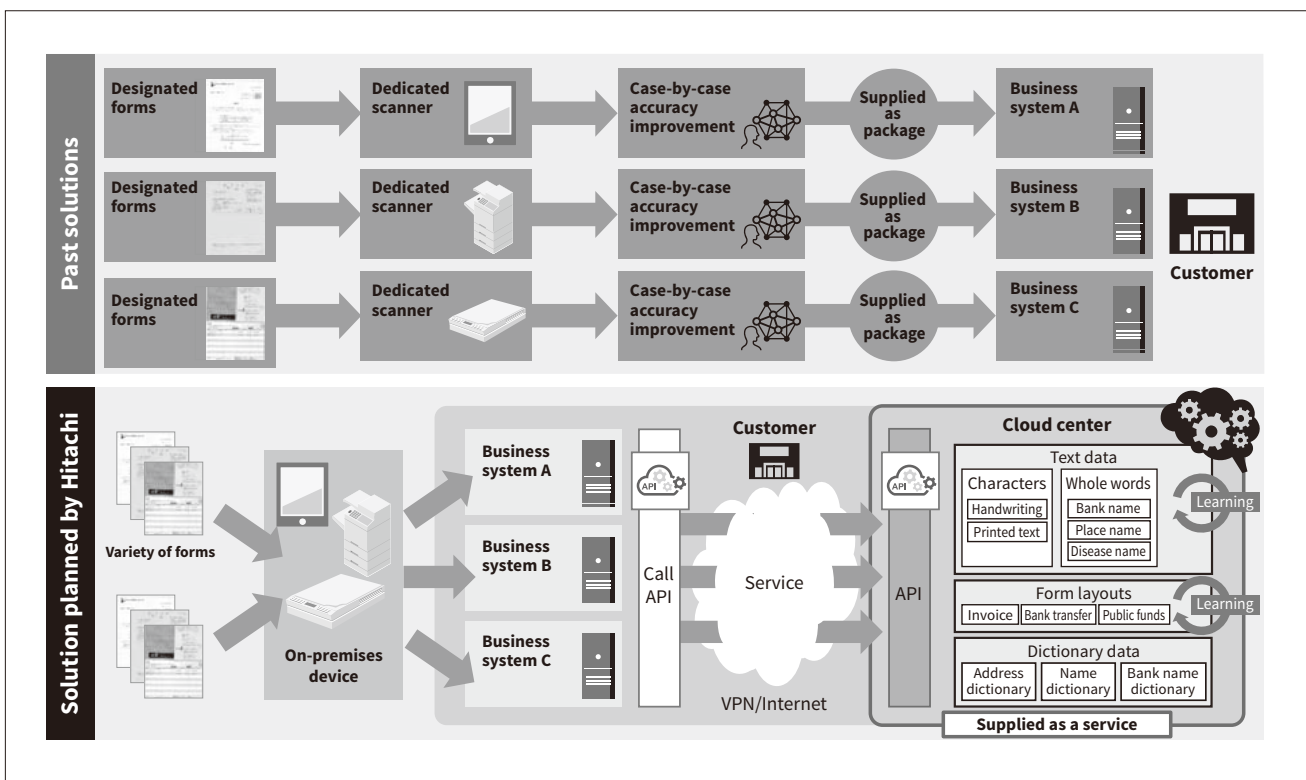 Past solutions
Designated
forms
Dedicated
scanner
Case-by-case
accuracy
improvement
Supplied
as
package
Business
system A
Designated
forms
Dedicated
scanner
Case-by-case
accuracy
improvement
Supplied
as
package
Business
system B
Designated
forms
Dedicated
scanner
Case-by-case
accuracy
improvement
Supplied
as
package
Business
system C
Customer
Solution planned by Hitachi
Variety of forms
On-premises
device
Business
system A
Business
system B
Business
system C
API
Call
API
Customer
Service
VPN/Internet
API
API
Cloud center
Text data
Characters
Handwriting
Printed text
Whole words
Bank name
Place name
Disease name
Learning
Form layouts
Invoice
Bank transfer
Public funds
Learning
Dictionary data
Address
dictionary
Name
dictionary
Bank name
dictionary
Supplied as a service